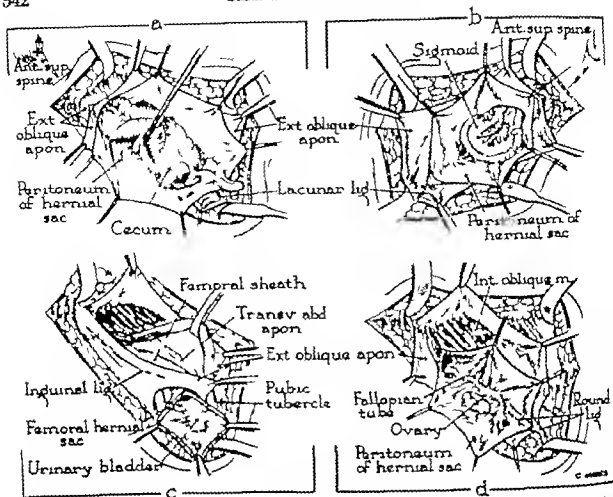 542
a
b
Ant. sup.
spine
Ext
oblique
apon
Peritoneum
of hernial
sac
Cecum
Ant sup spine
Sigmoid
Ext oblique
apon
Lacunar lig
Peritoneum of
hernial sac
Femoral sheath
Transv abd
apon
Ext oblique apon
Inguinal lig
Pubic
tubercle
Femoral hernial
sac
Urinary bladder
c
Int. oblique m.
Fallopian
tube
Ovary
Round
lig
Peritoneum
of hernial sac
d